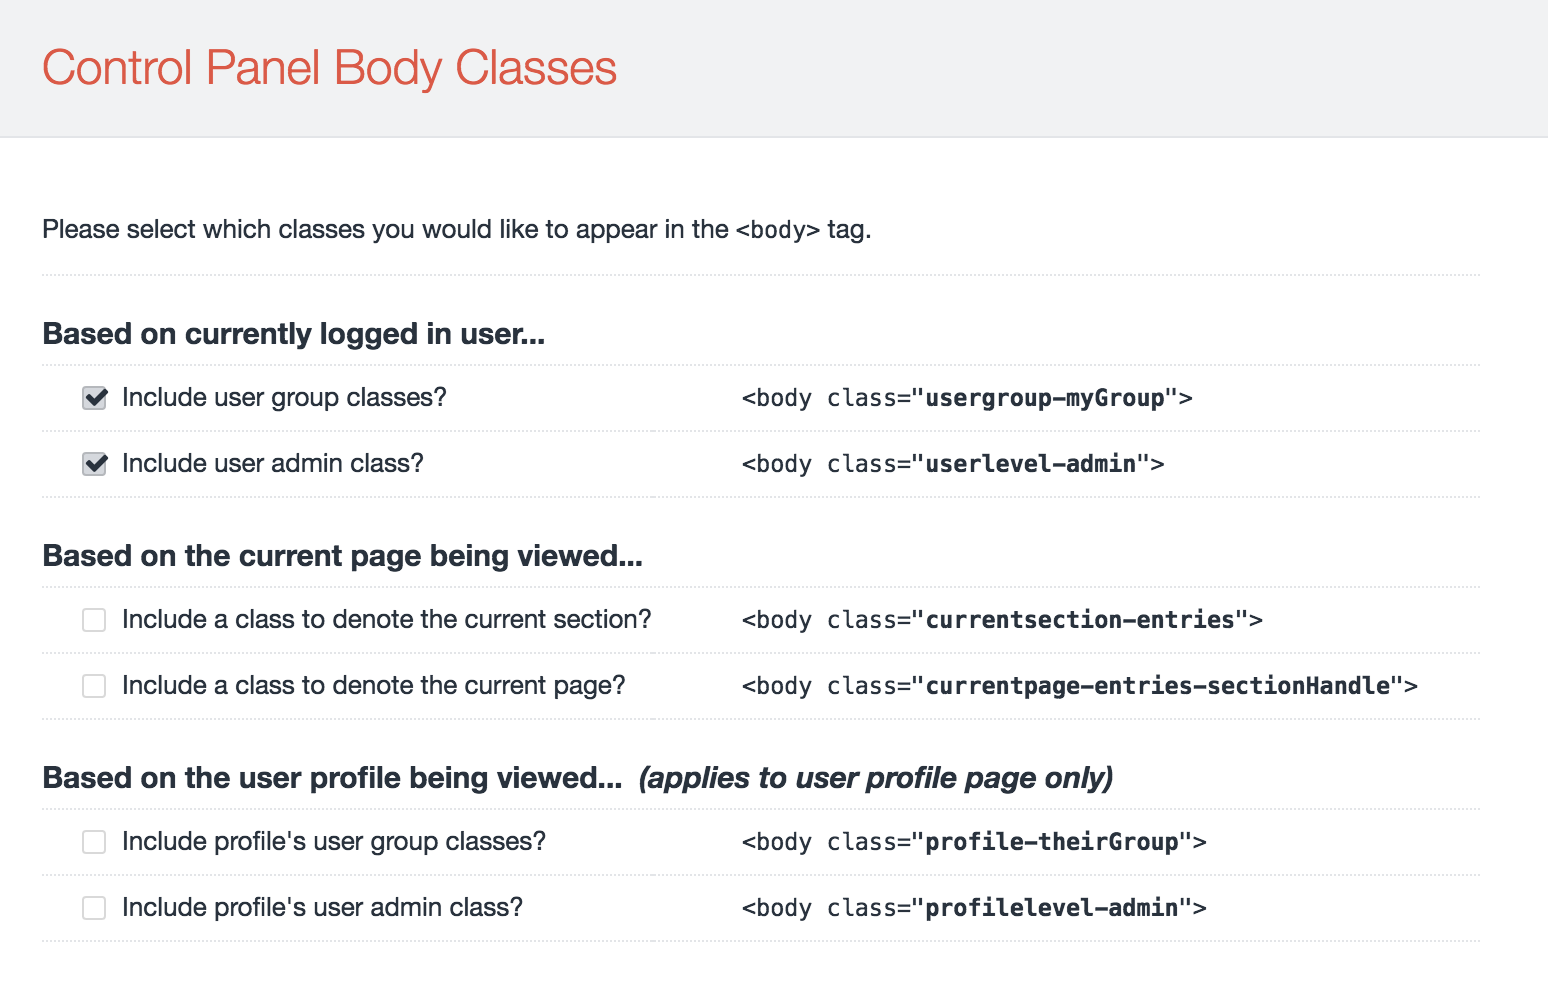 Control Panel Body Classes
Please select which classes you would like to appear in the <body> tag.
Based on currently logged in user...
Include user group classes? <body class="usergroup-myGroup">
Include user admin class? <body class="userlevel-admin">
Based on the current page being viewed...
Include a class to denote the current section? <body class="currentsection-entries">
Include a class to denote the current page? <body class="currentpage-entries-sectionHandle">
Based on the user profile being viewed... (applies to user profile page only)
Include profile's user group classes? <body class="profile-theirGroup">
Include profile's user admin class? <body class="profilelevel-admin">